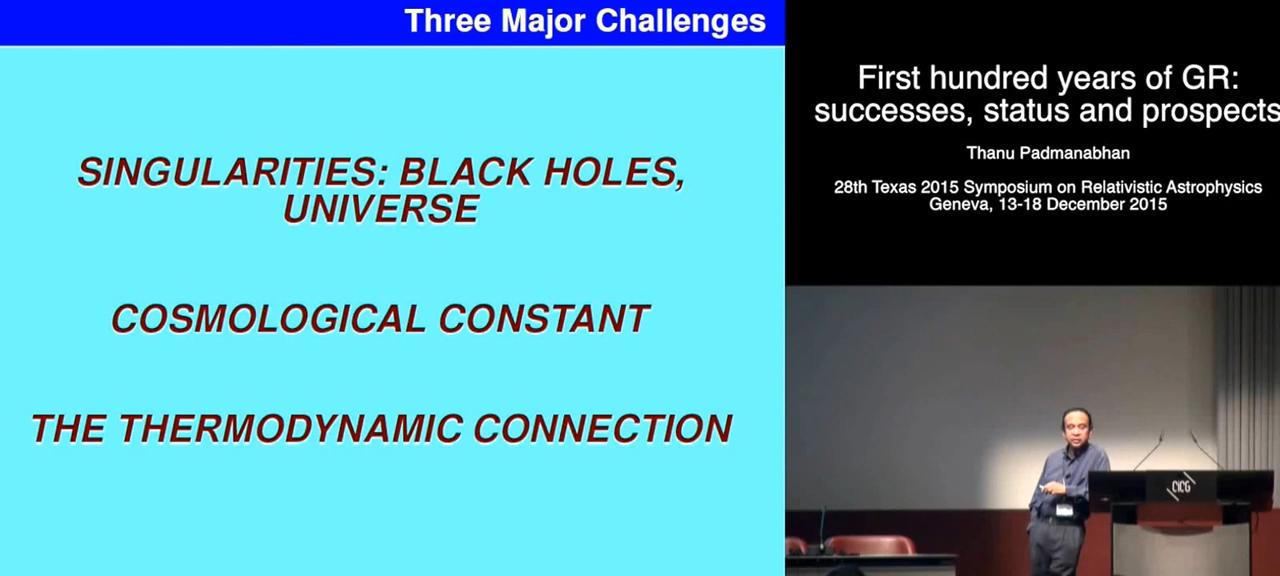 Three Major Challenges
SINGULARITIES: BLACK HOLES,
UNIVERSE
COSMOLOGICAL CONSTANT
THE THERMODYNAMIC CONNECTION
First hundred years of GR:
successes, status and prospects
Thanu Padmanabhan
28th Texas 2015 Symposium on Relativistic Astrophysics
Geneva, 13-18 December 2015
CICG